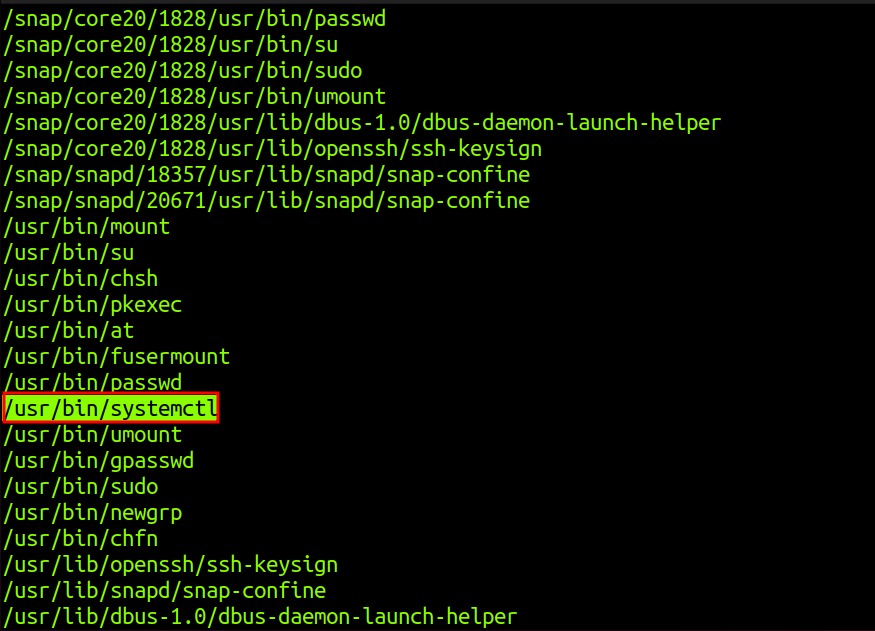 /snap/core20/1828/usr/bin/passwd
/snap/core20/1828/usr/bin/su
/snap/core20/1828/usr/bin/sudo
/snap/core20/1828/usr/bin/umount
/snap/core20/1828/usr/lib/dbus-1.0/dbus-daemon-launch-helper
/snap/core20/1828/usr/lib/openssh/ssh-keysign
/snap/snapd/18357/usr/lib/snapd/snap-confine
/snap/snapd/20671/usr/lib/snapd/snap-confine
/usr/bin/mount
/usr/bin/su
/usr/bin/chsh
/usr/bin/pkexec
/usr/bin/at
/usr/bin/fusermount
/usr/bin/passwd
/usr/bin/systemctl
/usr/bin/umount
/usr/bin/gpasswd
/usr/bin/sudo
/usr/bin/newgrp
/usr/bin/chfn
/usr/lib/openssh/ssh-keysign
/usr/lib/snapd/snap-confine
/usr/lib/dbus-1.0/dbus-daemon-launch-helper